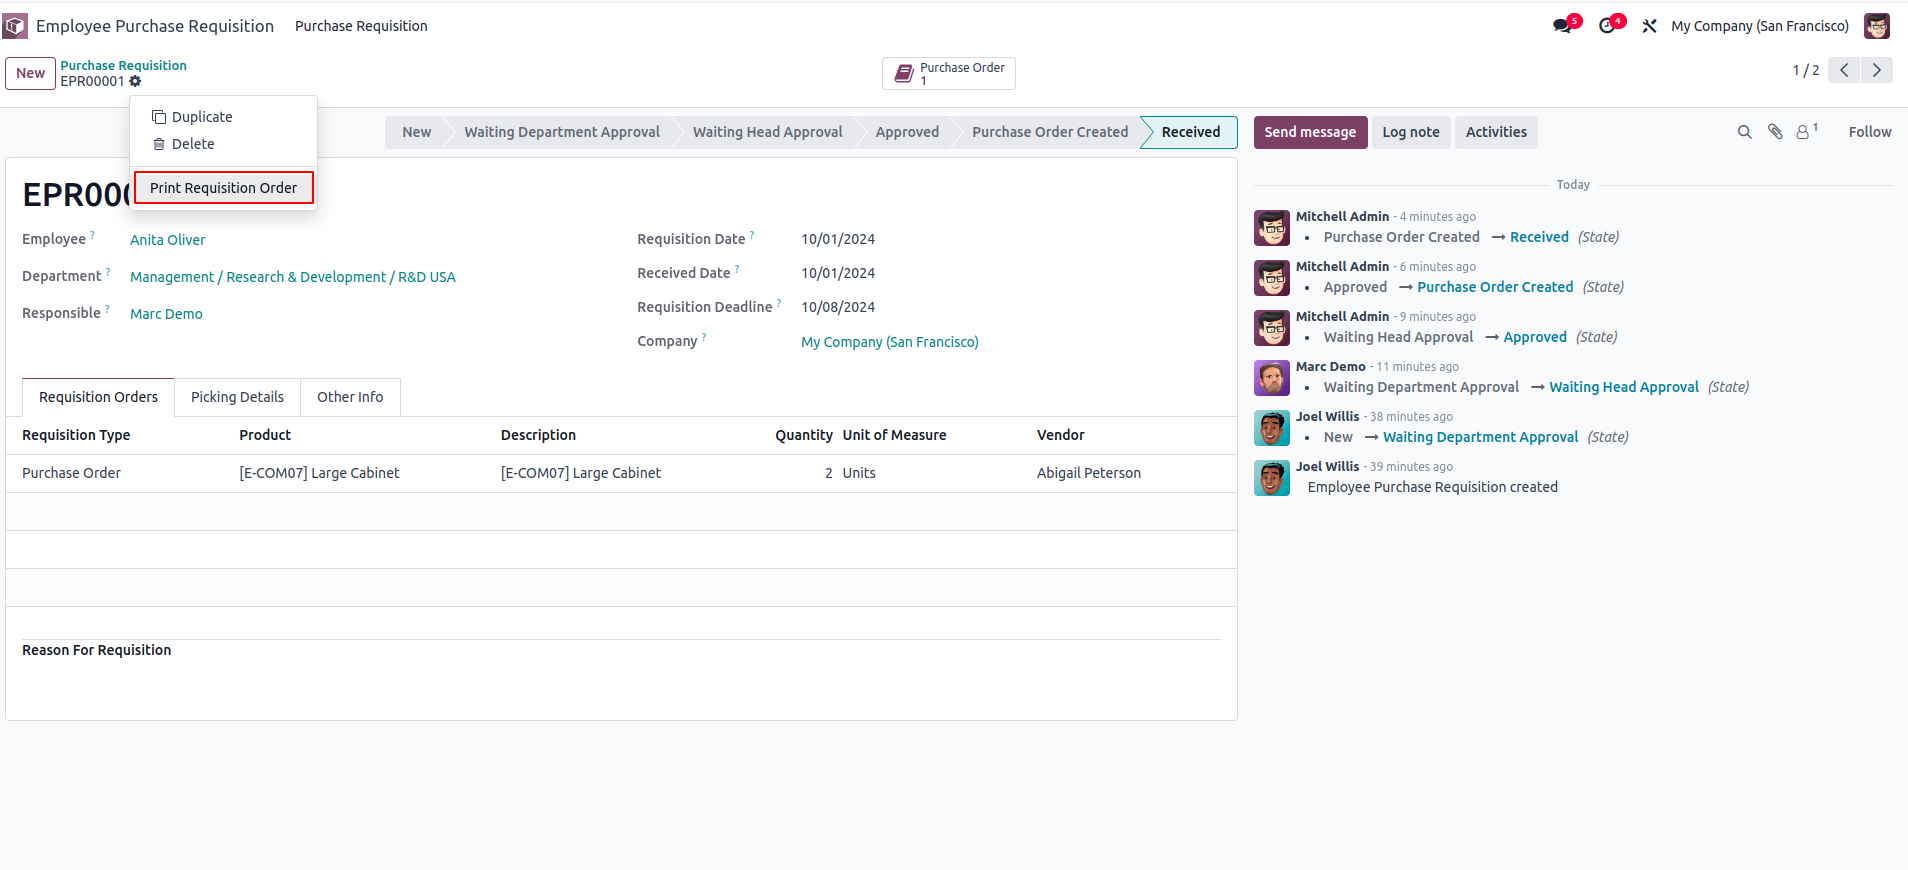 Employee Purchase Requisition Purchase Requisition 5 4 My Company (San Francisco)
New Purchase Requisition
EPR00001
Purchase Order
1
1 / 2
Duplicate
Delete
Print Requisition Order
New Waiting Department Approval Waiting Head Approval Approved Purchase Order Created Received
Send message Log note Activities 1 Follow
EPR000
Employee ? Anita Oliver
Department ? Management / Research & Development / R&D USA
Responsible ? Marc Demo
Requisition Date ? 10/01/2024
Received Date ? 10/01/2024
Requisition Deadline ? 10/08/2024
Company ? My Company (San Francisco)
Requisition Orders Picking Details Other Info
Requisition Type Product Description Quantity Unit of Measure Vendor
Purchase Order [E-COM07] Large Cabinet [E-COM07] Large Cabinet 2 Units Abigail Peterson
Reason For Requisition
Today
Mitchell Admin - 4 minutes ago
• Purchase Order Created → Received (State)
Mitchell Admin - 6 minutes ago
• Approved → Purchase Order Created (State)
Mitchell Admin - 9 minutes ago
• Waiting Head Approval → Approved (State)
Marc Demo - 11 minutes ago
• Waiting Department Approval → Waiting Head Approval (State)
Joel Willis - 38 minutes ago
• New → Waiting Department Approval (State)
Joel Willis - 39 minutes ago
Employee Purchase Requisition created